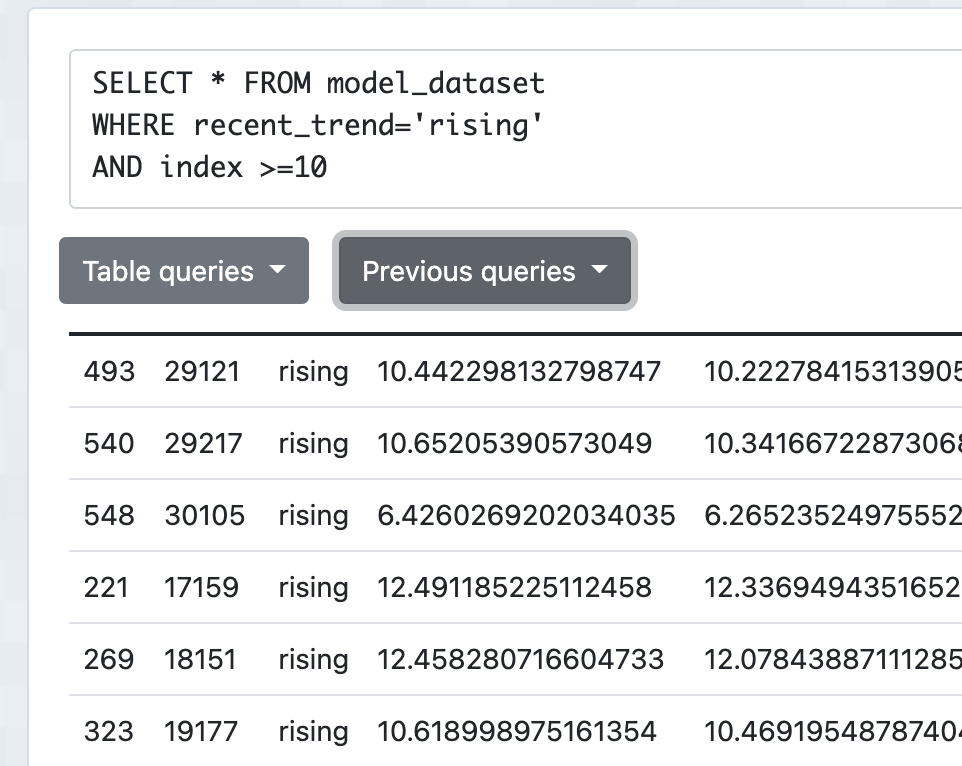 SELECT * FROM model_dataset
WHERE recent_trend='rising'
AND index >=10
Table queries Previous queries
493 29121 rising 10.442298132798747 10.22278415313905
540 29217 rising 10.65205390573049 10.34166722873068
548 30105 rising 6.4260269202034035 6.26523524975552
221 17159 rising 12.491185225112458 12.3369494351652
269 18151 rising 12.458280716604733 12.07843887111285
323 19177 rising 10.618998975161354 10.46919548787404